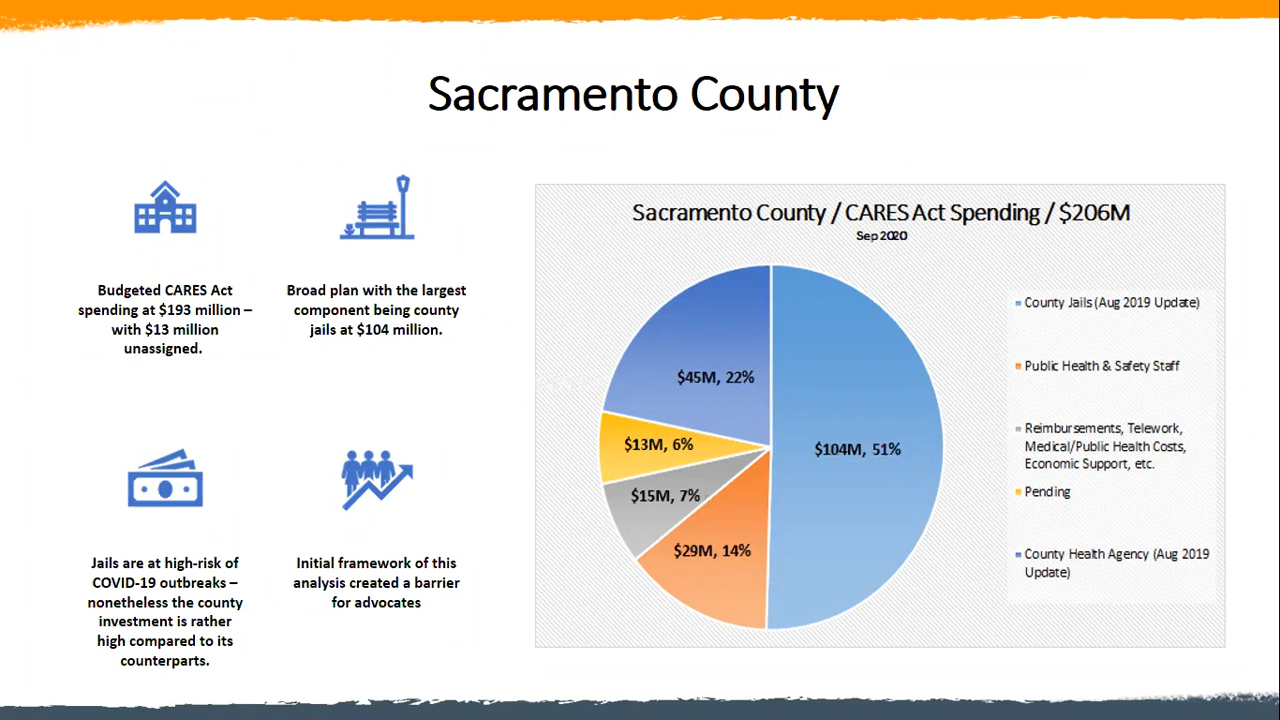 Sacramento County
Budgeted CARES Act
spending at $193 million –
with $13 million
unassigned.
Broad plan with the largest
component being county
jails at $104 million.
Jails are at high-risk of
COVID-19 outbreaks –
nonetheless the county
investment is rather
high compared to its
counterparts.
Initial framework of this
analysis created a barrier
for advocates
Sacramento County / CARES Act Spending / $206M
Sep 2020
$45M, 22%
$13M, 6%
$15M, 7%
$29M, 14%
$104M, 51%
County Jails (Aug 2019 Update)
Public Health & Safety Staff
Reimbursements, Telework,
Medical/Public Health Costs,
Economic Support, etc.
Pending
County Health Agency (Aug 2019
Update)